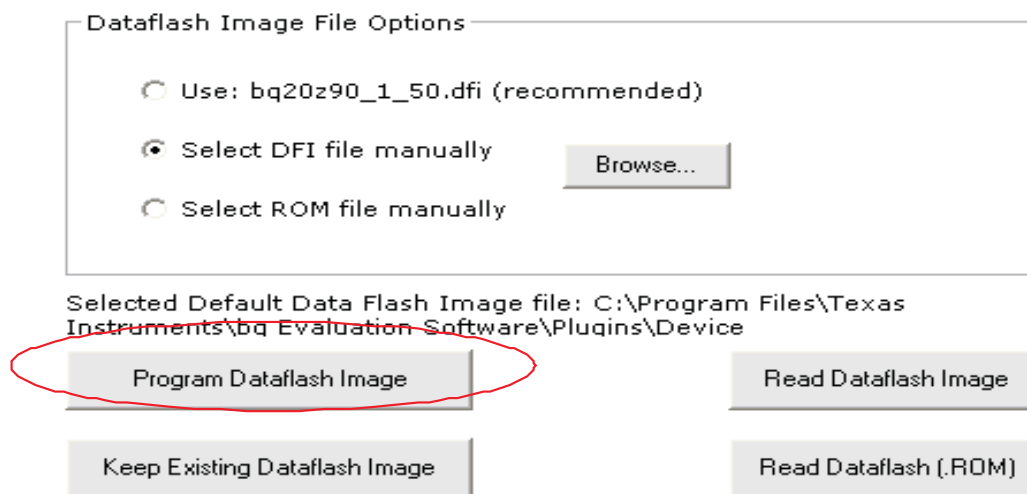 Dataflash Image File Options
Use: bq20z90_1_50.dfi (recommended)
Select DFI file manually
Browse...
Select ROM file manually
Selected Default Data Flash Image file: C:\Program Files\Texas
Instruments\bq Evaluation Software\Plugins\Device
Program Dataflash Image
Read Dataflash Image
Keep Existing Dataflash Image
Read Dataflash (.ROM)